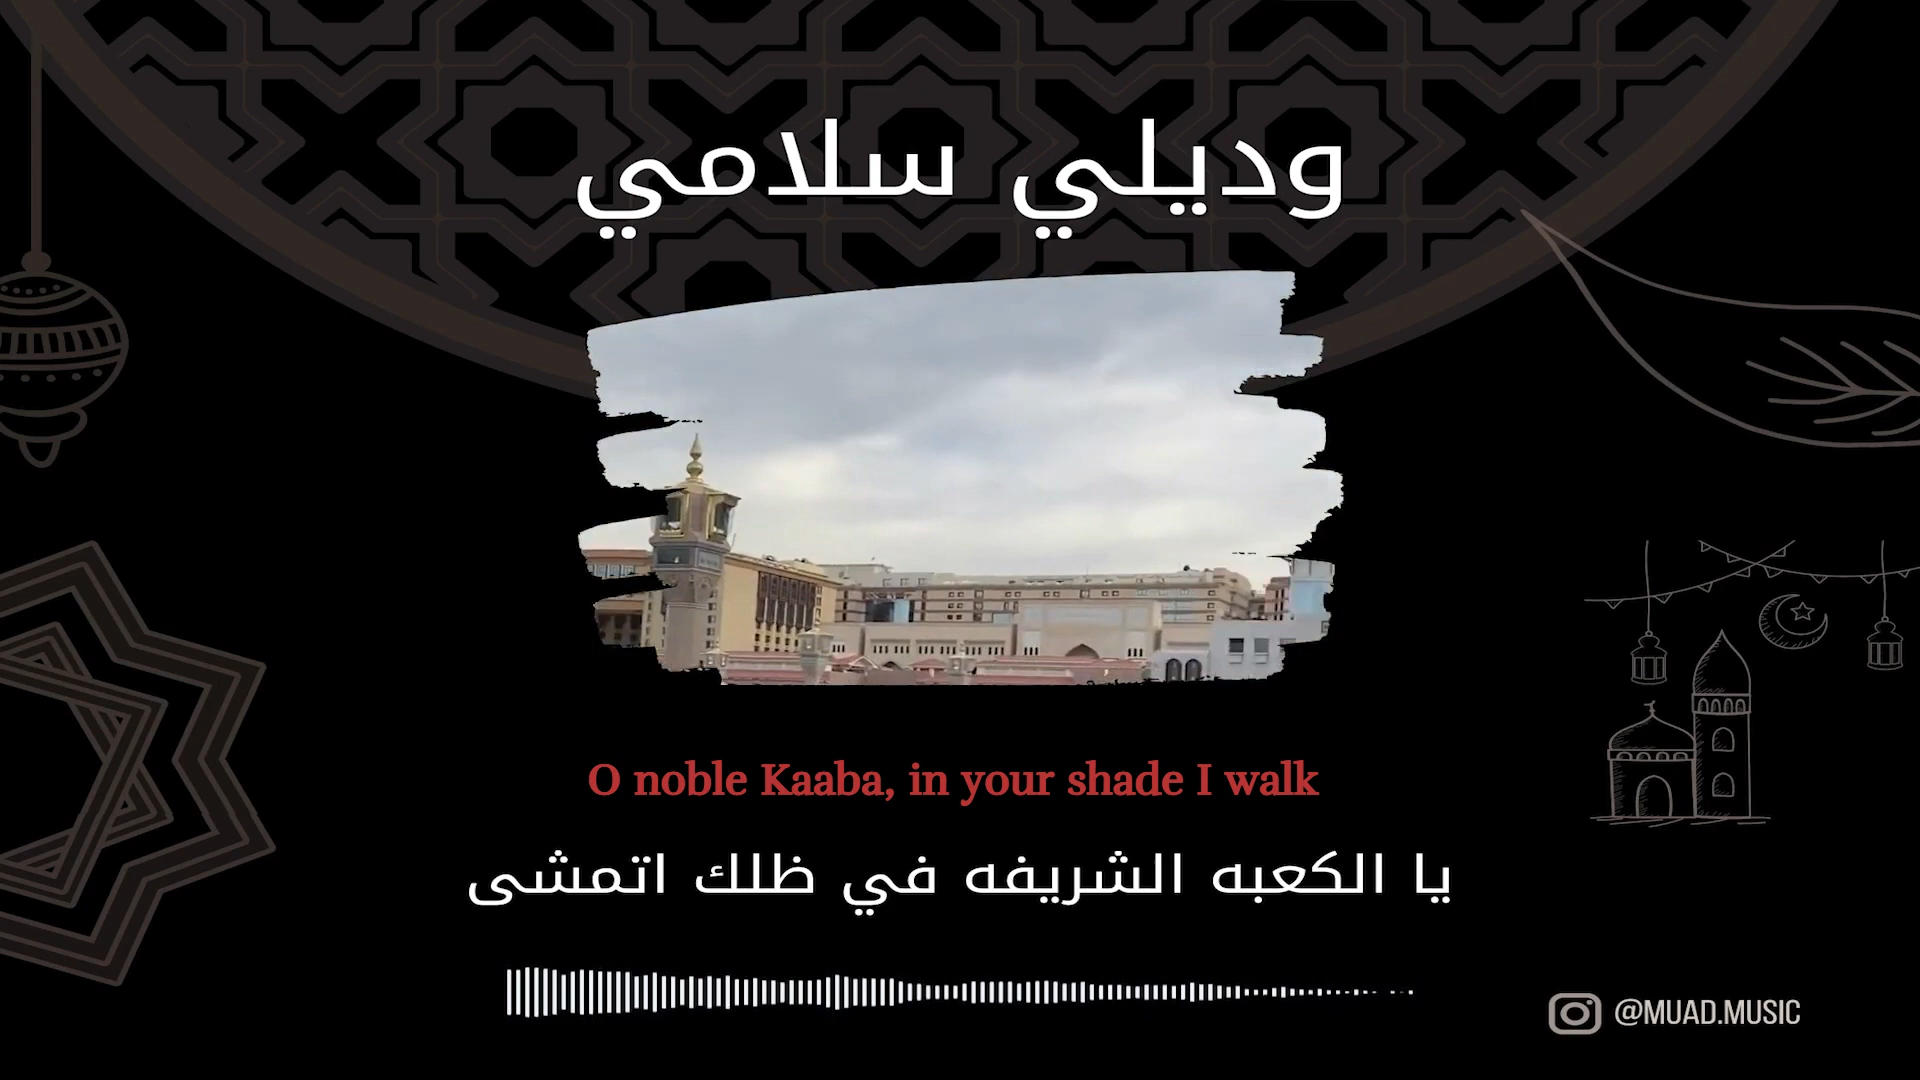 وديلي سلامي
O noble Kaaba, in your shade I walk
يا الكعبه الشريفه في ظلك اتمشى
@MUAD.MUSIC